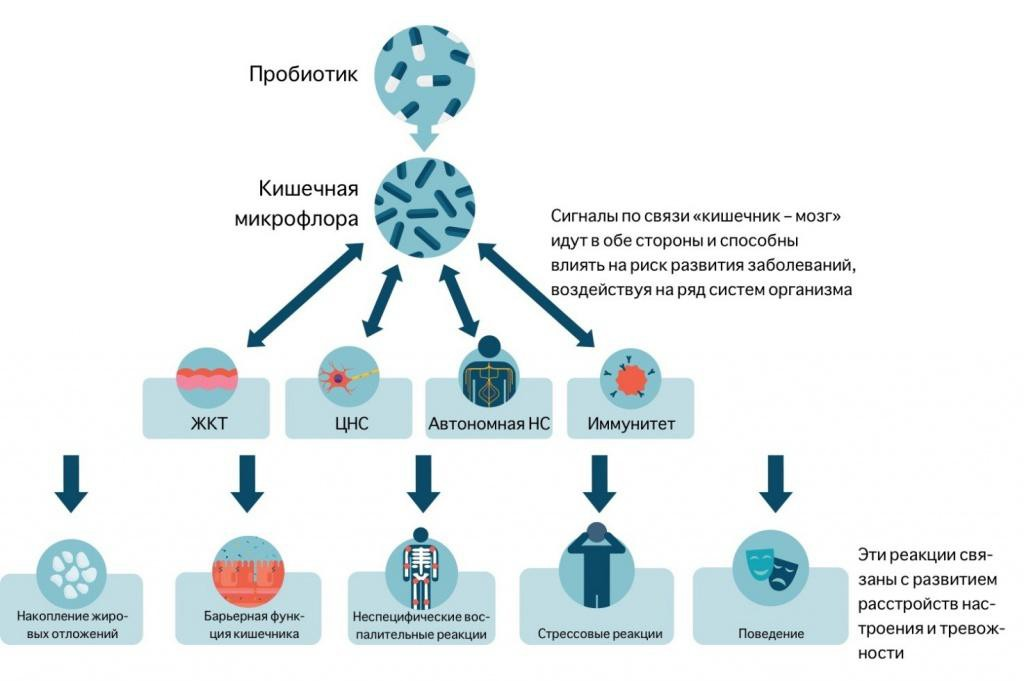 Пробиотик
Кишечная
микрофлора
Сигналы по связи «кишечник – мозг»
идут в обе стороны и способны
влиять на риск развития заболеваний,
воздействуя на ряд систем организма
ЖКТ
ЦНС
Автономная НС
Иммунитет
Накопление жиро-
вых отложений
Барьерная функ-
ция кишечника
Неспецифические вос-
палительные реакции
Стрессовые реакции
Поведение
Эти реакции свя-
заны с развитием
расстройств нас-
троения и тревож-
ности